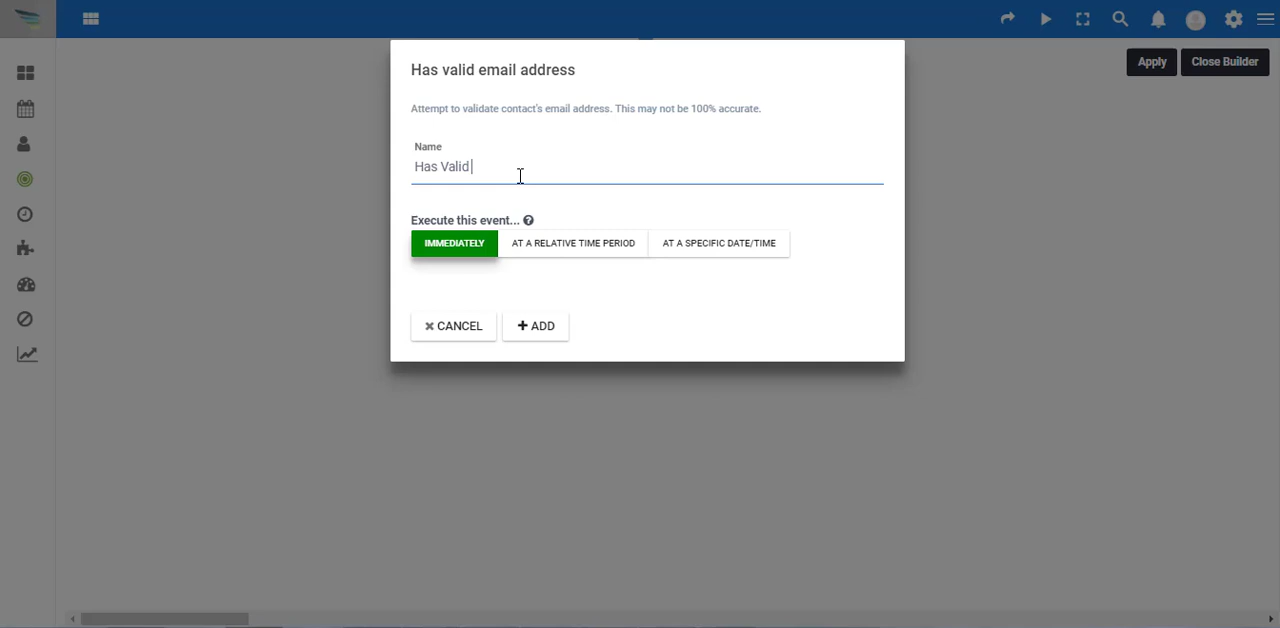 Apply
Close Builder
Has valid email address
Attempt to validate contact's email address. This may not be 100% accurate.
Name
Has Valid
Execute this event...
IMMEDIATELY
AT A RELATIVE TIME PERIOD
AT A SPECIFIC DATE/TIME
CANCEL
ADD